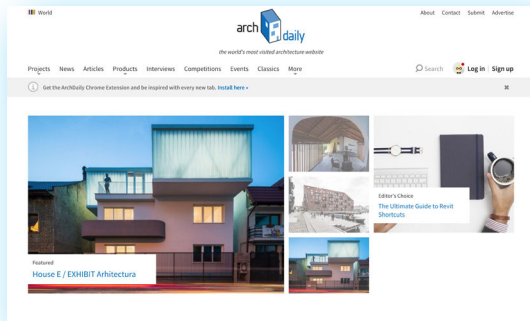 World
About Contact Submit Advertise
arch daily
the world's most visited architecture website
Projects News Articles Products Interviews Competitions Events Classics More
Search Log in Sign up
Get the ArchDaily Chrome Extension and be inspired with every new tab. Install here »
Editor's Choice
The Ultimate Guide to Revit
Shortcuts
Featured
House E / EXHIBIT Arhitectura